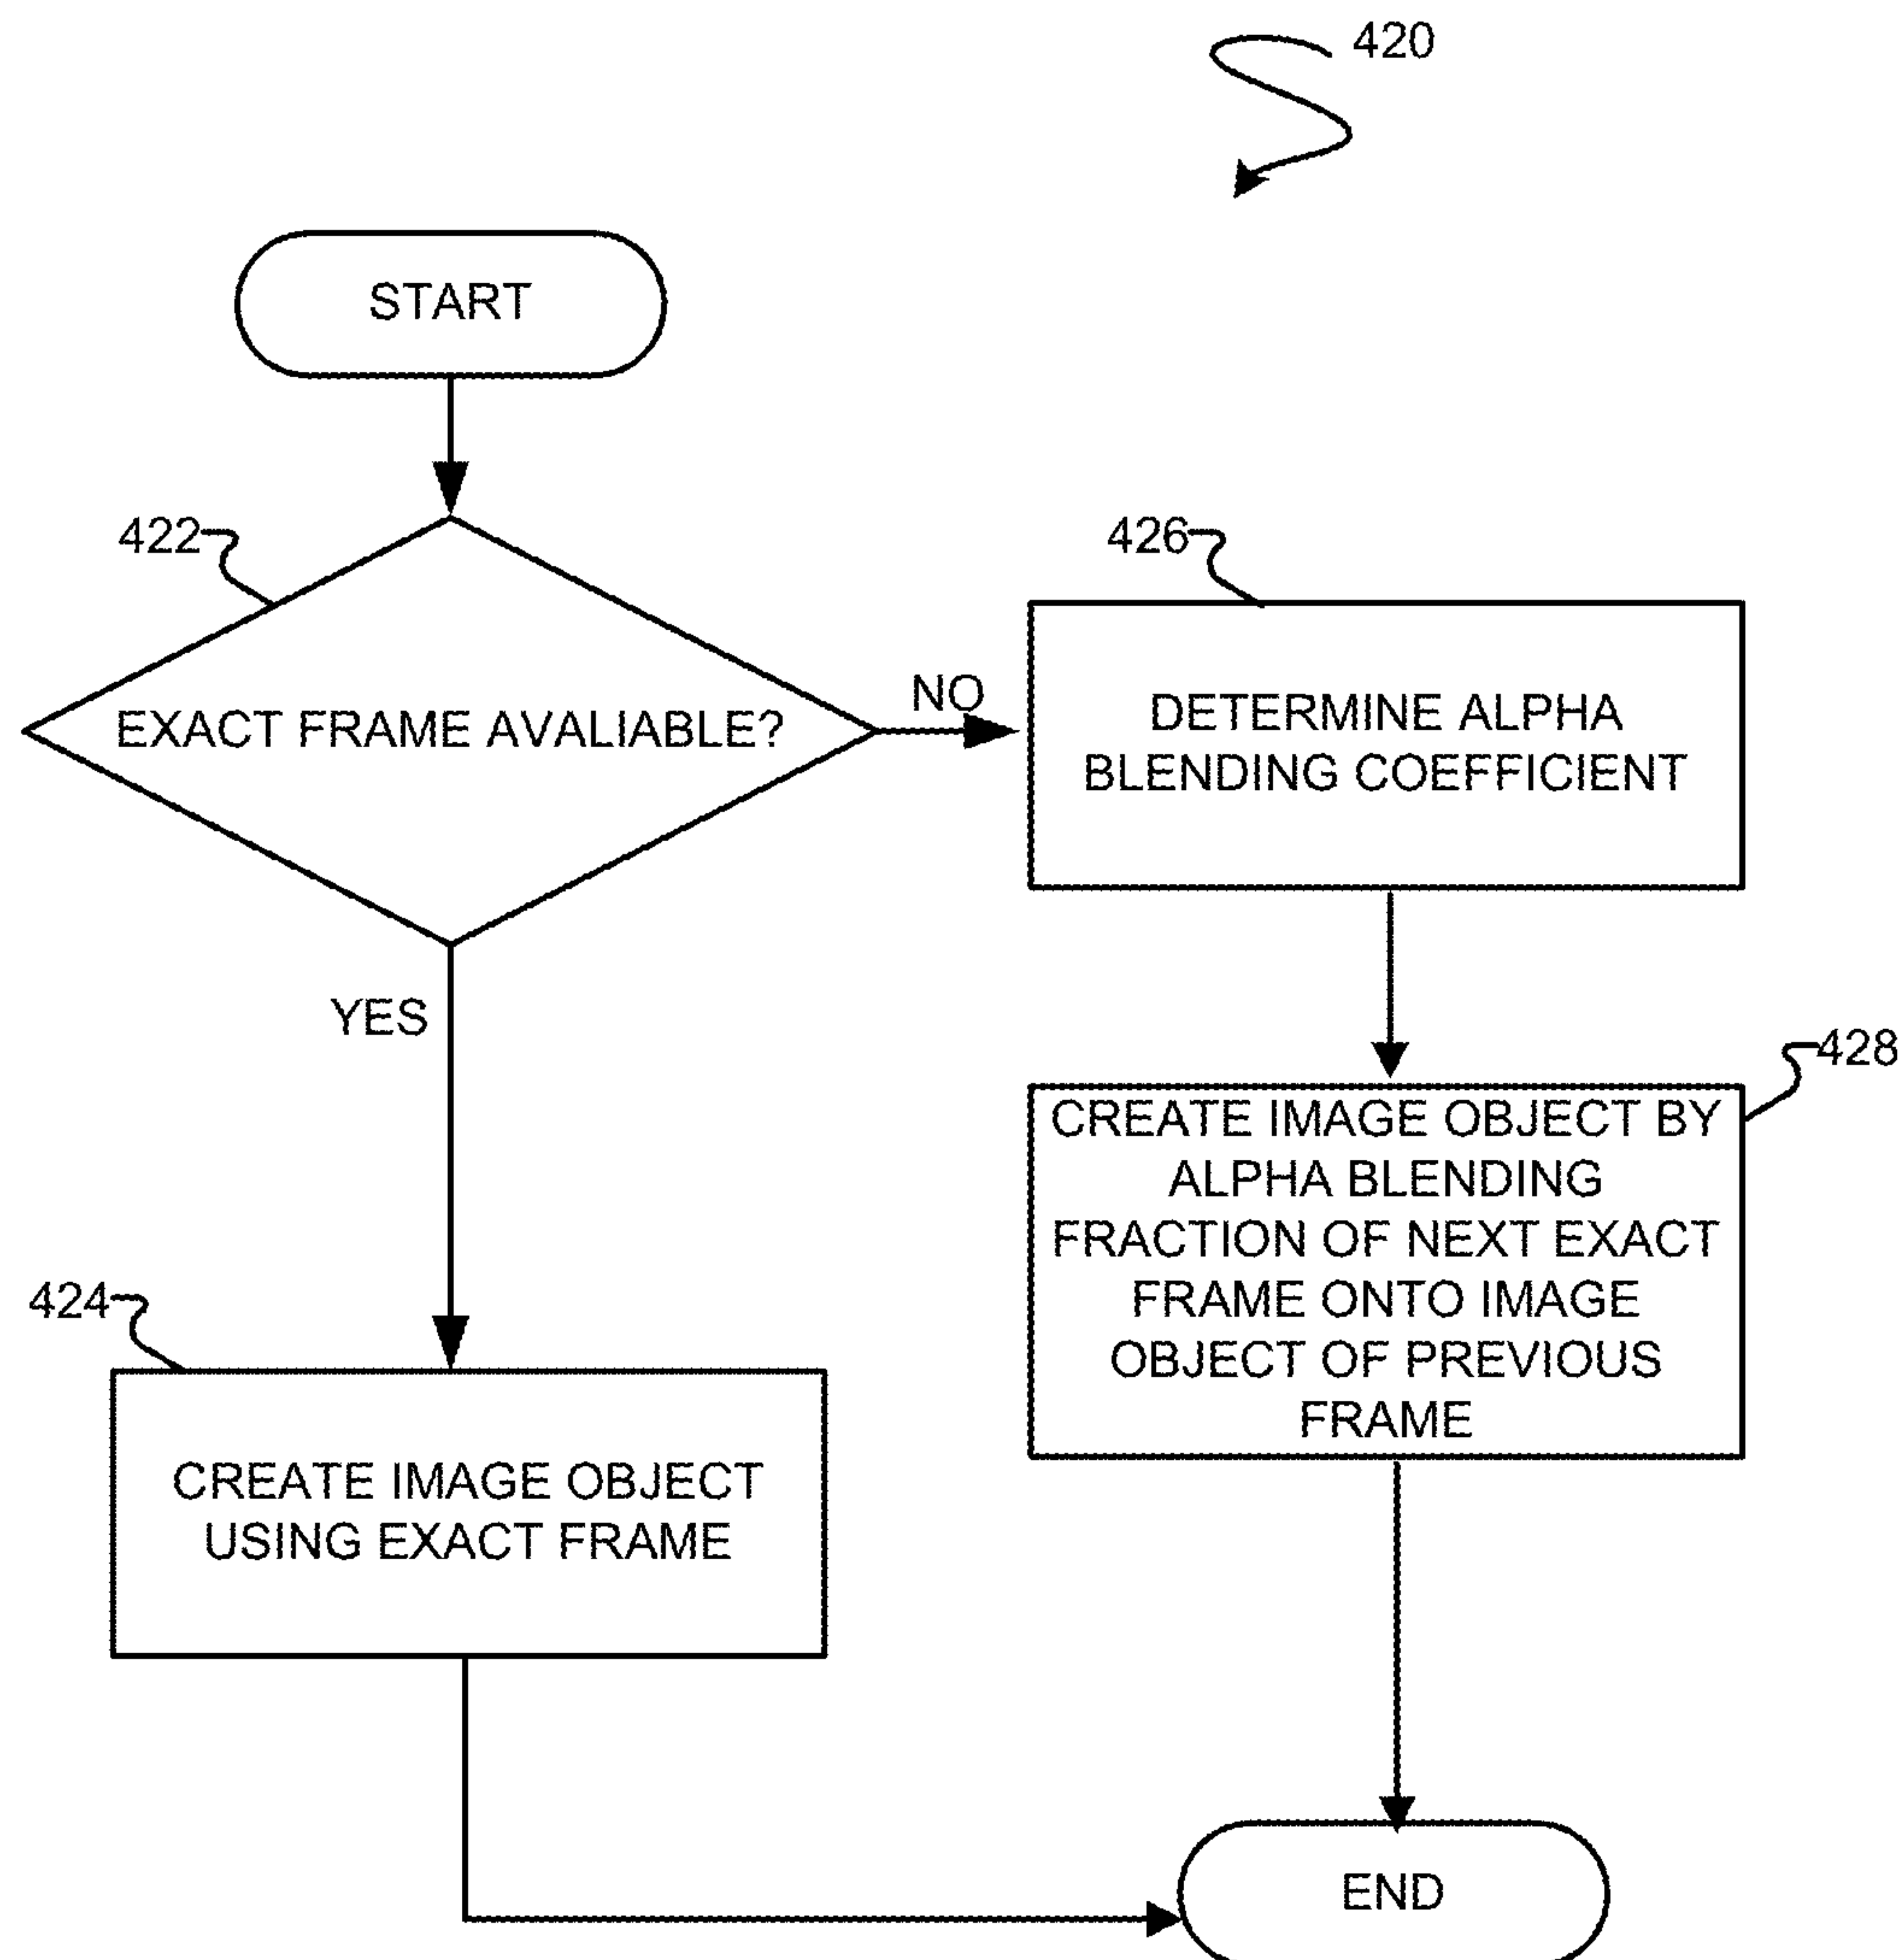 420
START
422
EXACT FRAME AVALIABLE?
NO
YES
426
DETERMINE ALPHA
BLENDING COEFFICIENT
428
CREATE IMAGE OBJECT BY
ALPHA BLENDING
FRACTION OF NEXT EXACT
FRAME ONTO IMAGE
OBJECT OF PREVIOUS
FRAME
424
CREATE IMAGE OBJECT
USING EXACT FRAME
END